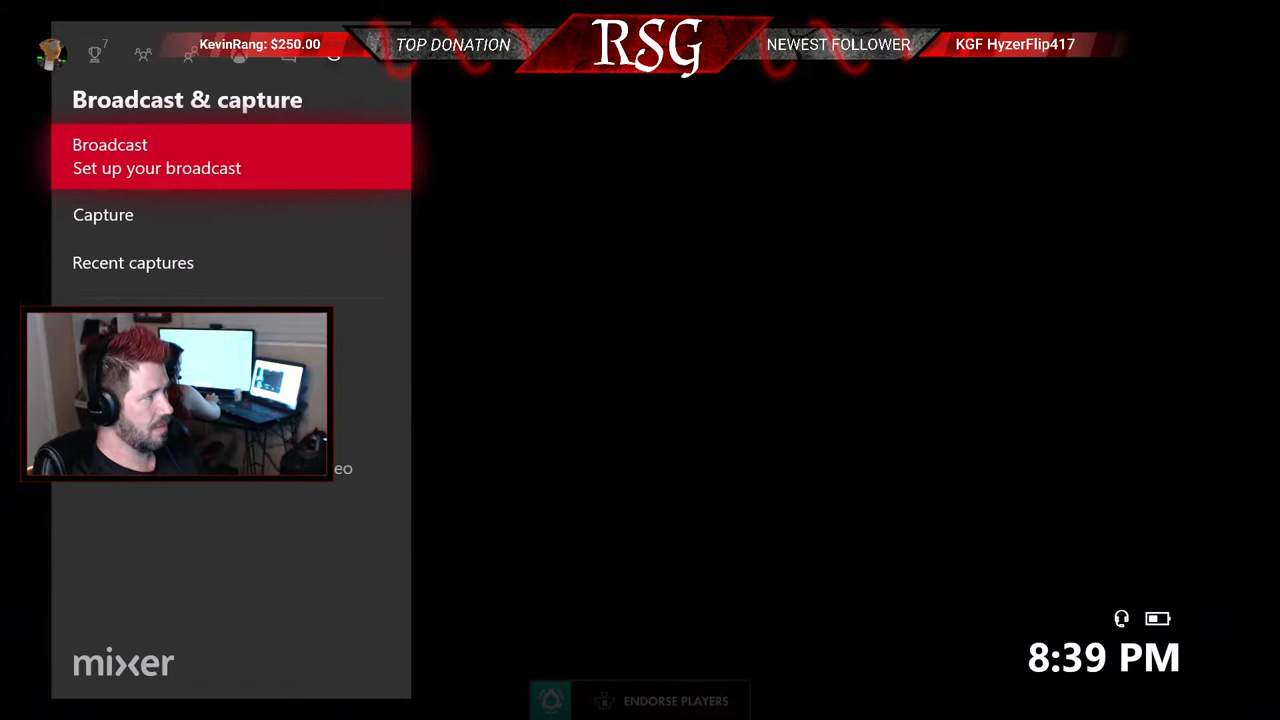 KevinRang: $250.00
TOP DONATION
RSG
NEWEST FOLLOWER
KGF HyzerFlip417
7
Broadcast & capture
Broadcast
Set up your broadcast
Capture
Recent captures
eo
mixer
8:39 PM
R
ENDORSE PLAYERS